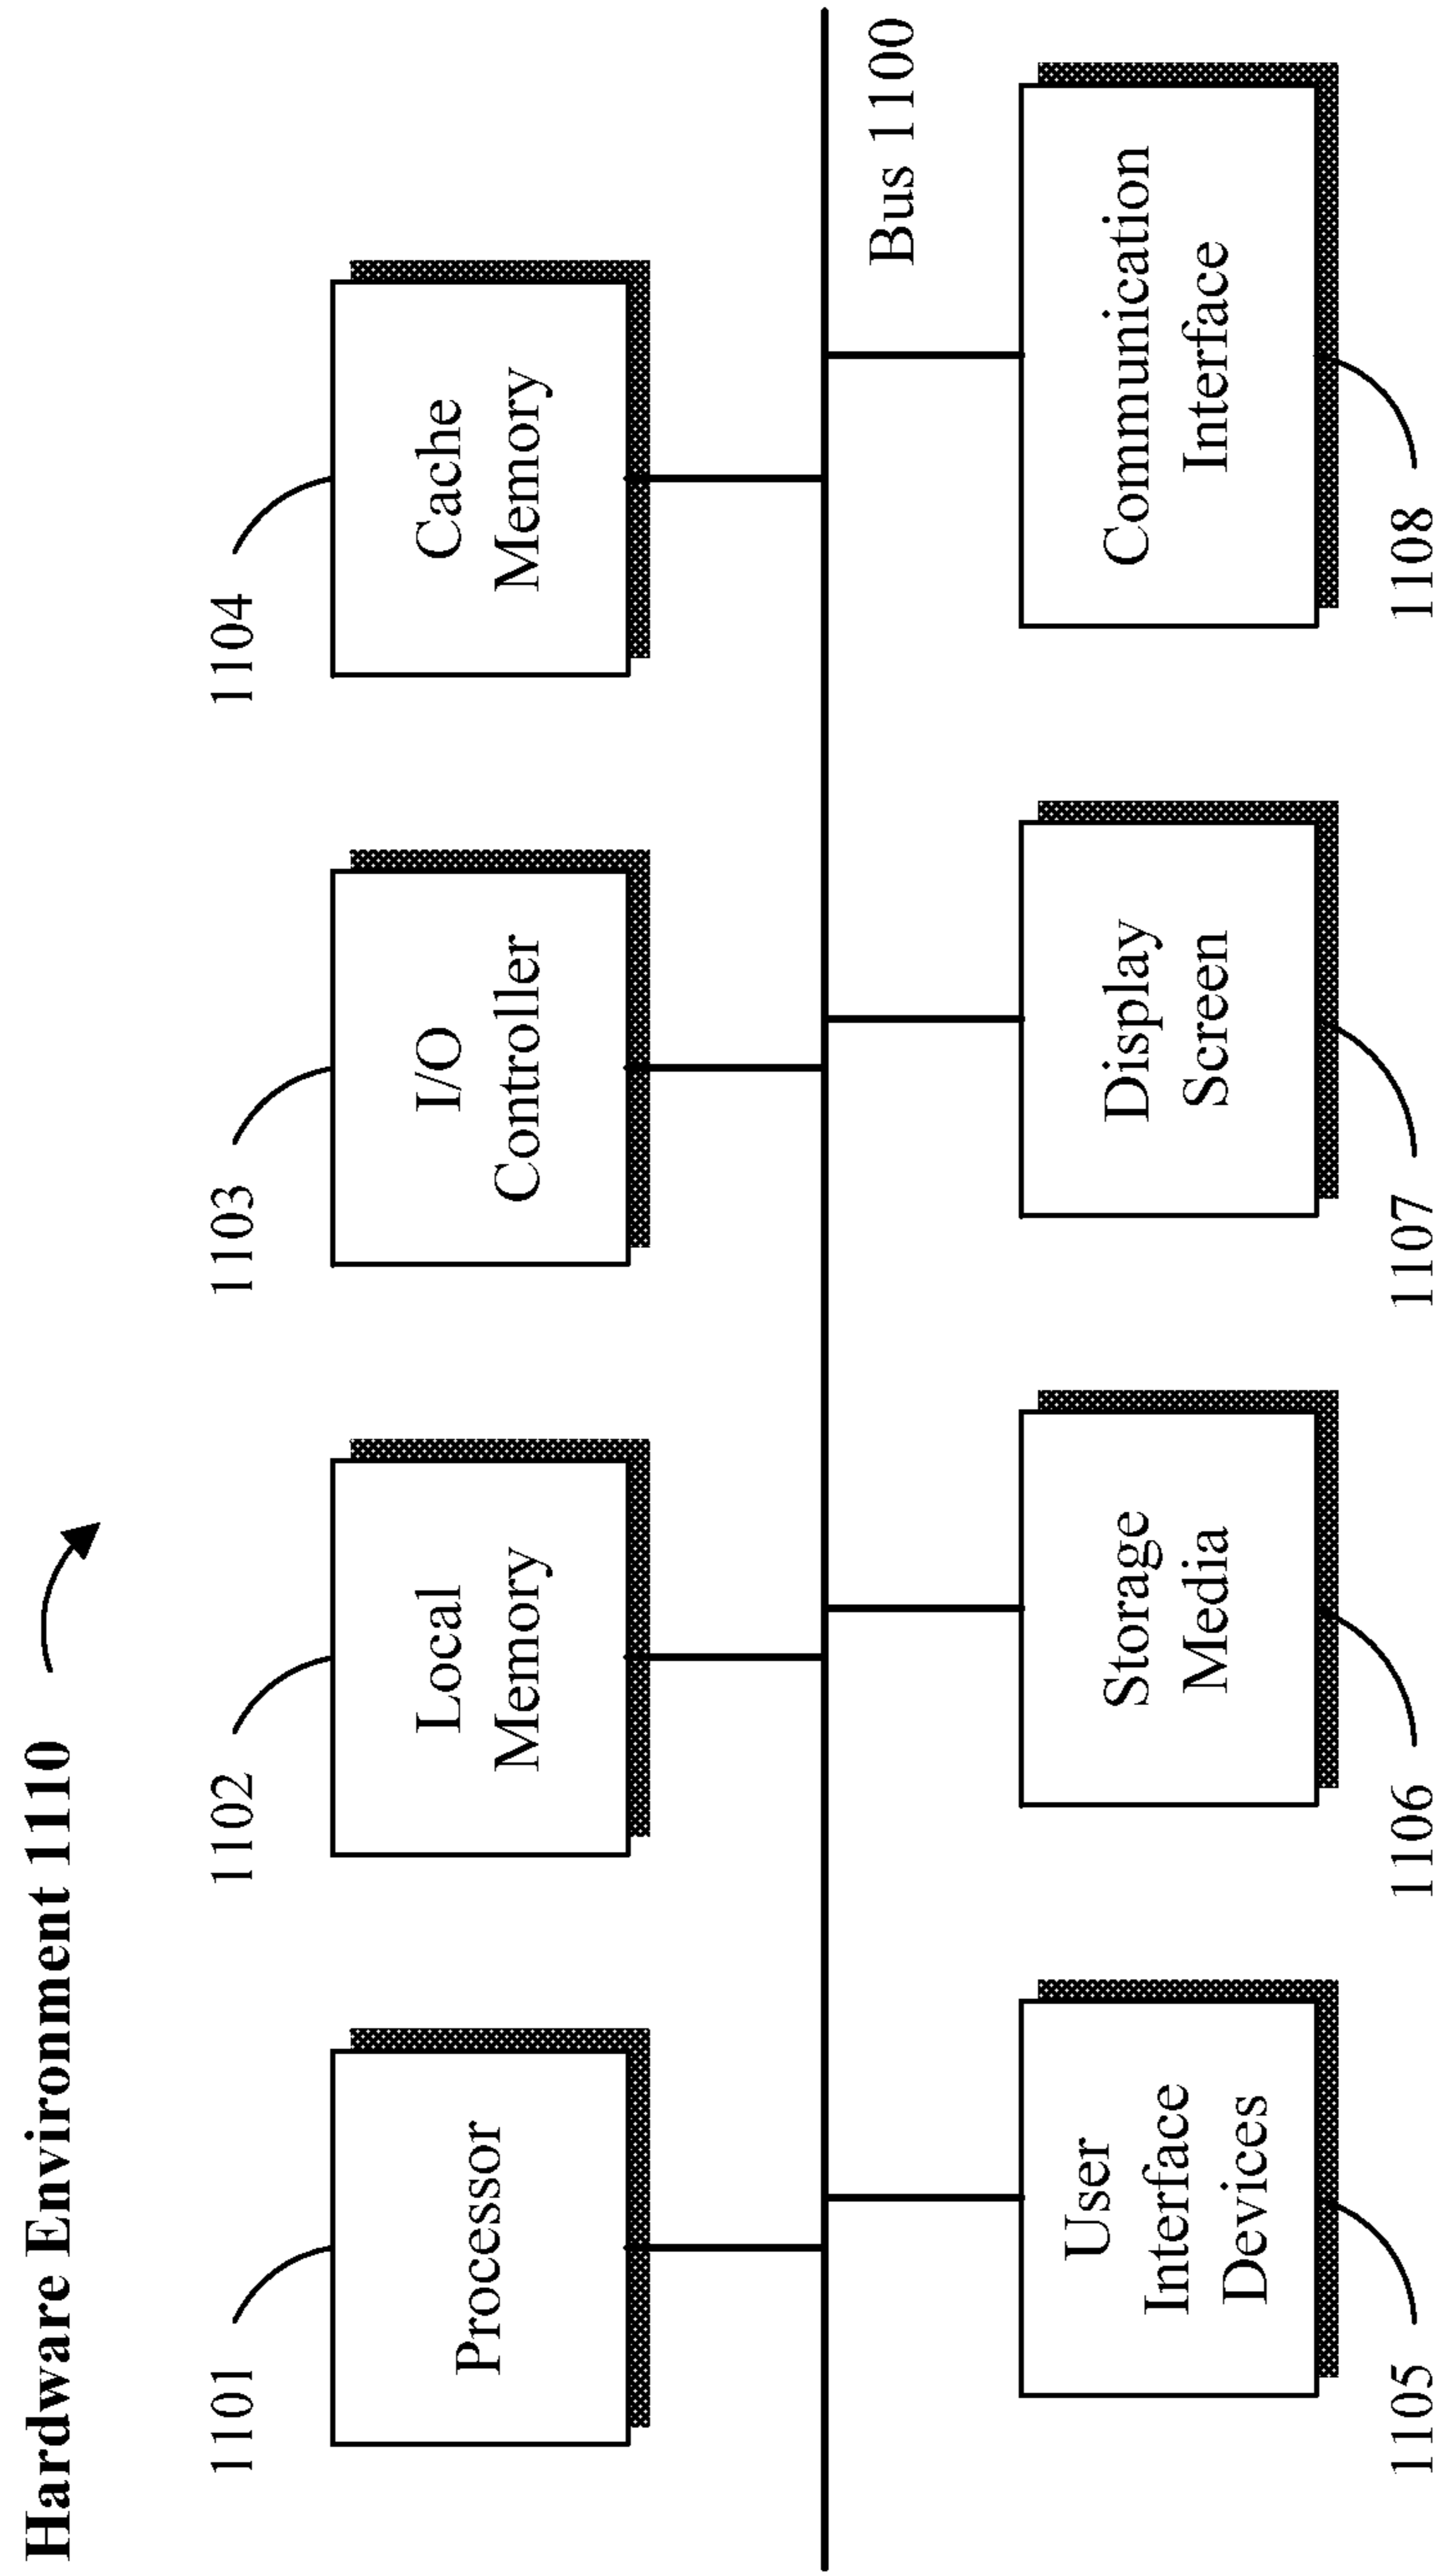 Hardware Environment 1110
1101
1102
1103
1104
Processor
Local
Memory
I/O
Controller
Cache
Memory
Bus 1100
User
Interface
Devices
Storage
Media
Display
Screen
Communication
Interface
1105
1106
1107
1108